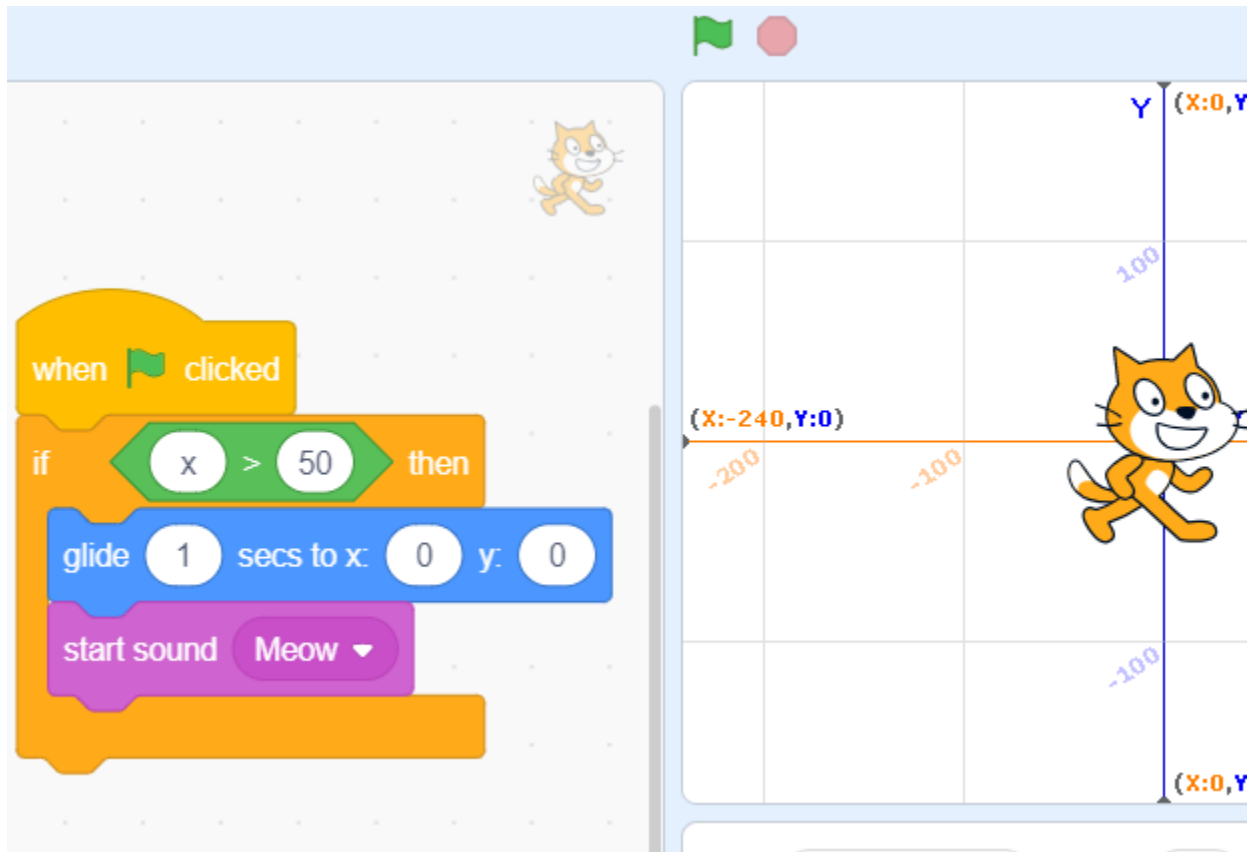 when clicked
if x > 50 then
glide 1 secs to x: 0 y: 0
start sound Meow
Y (X:0,Y
100
(X:-240,Y:0)
-200 -100
-100
(X:0,Y